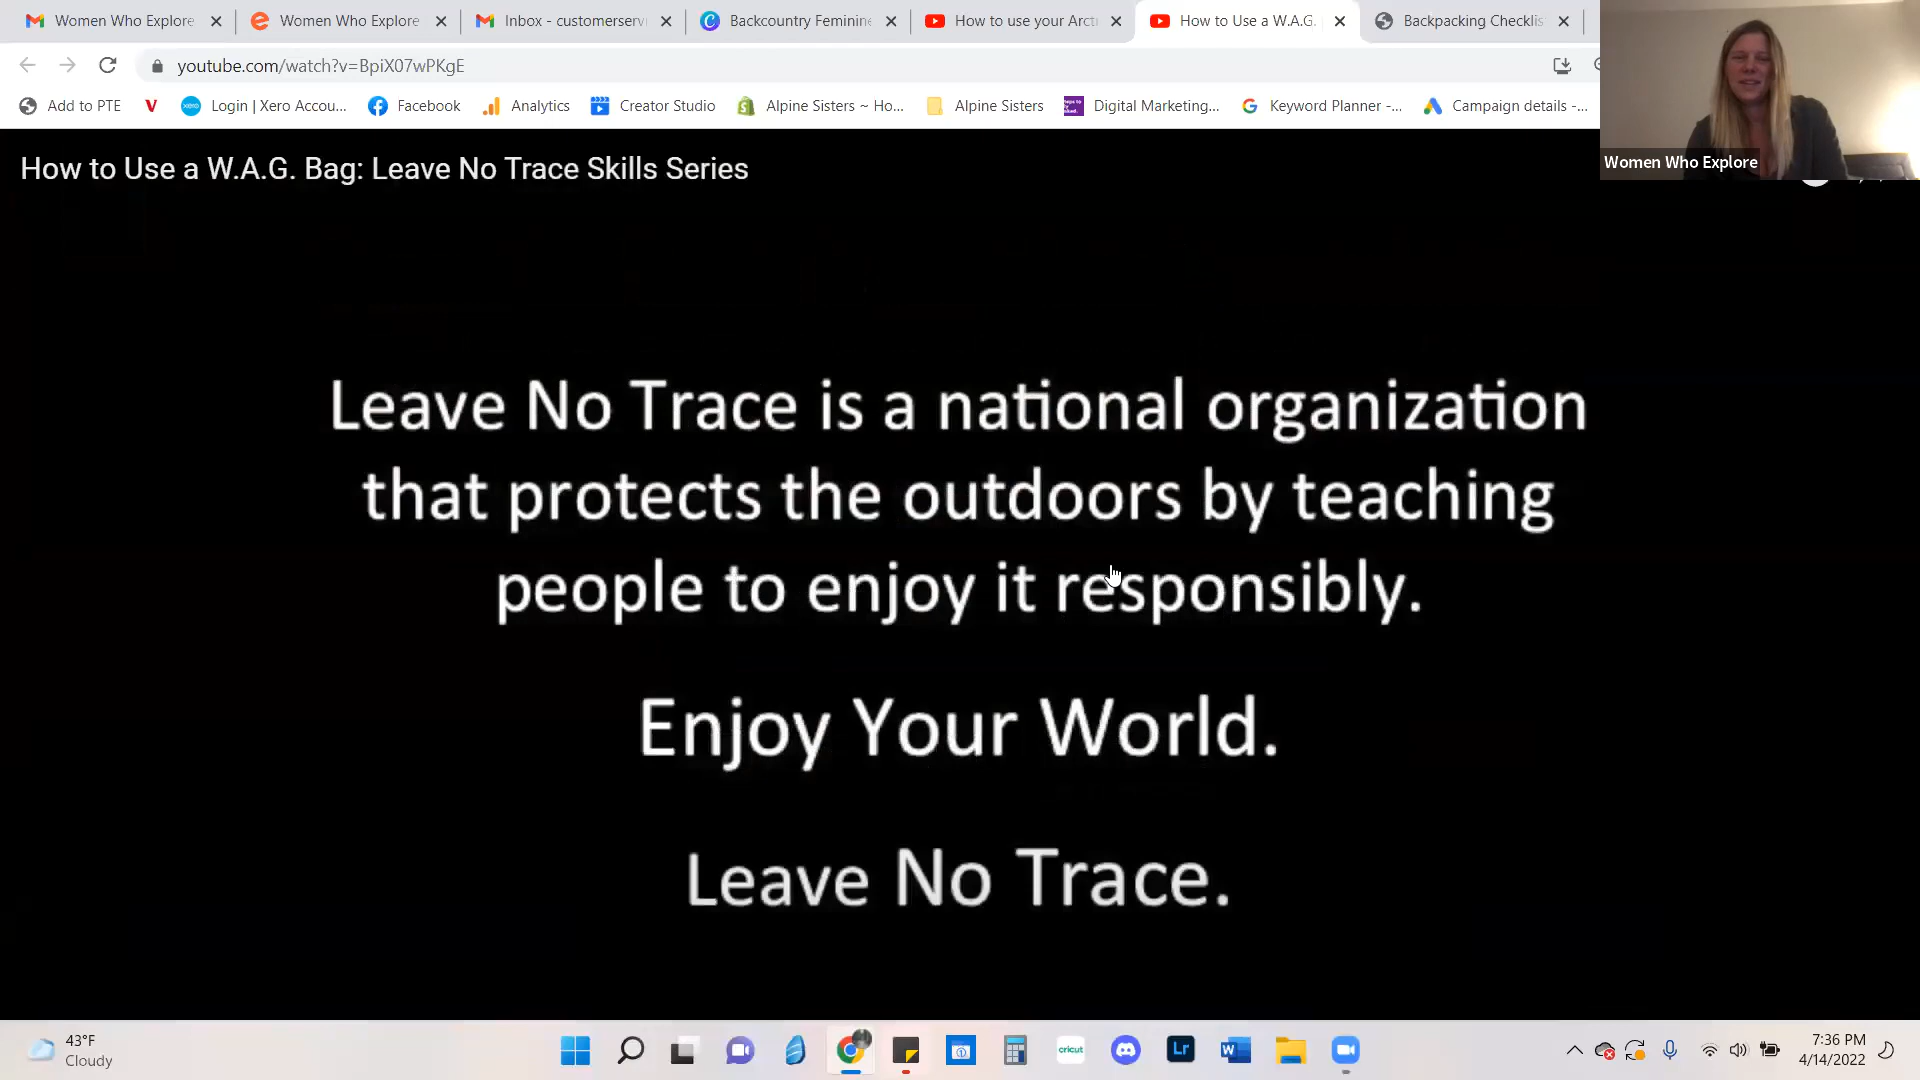 Women Who Explore
Women Who Explore
Inbox - customerserv
Backcountry Feminin
How to use your Arct
How to Use a W.A.G.
Backpacking Checklis
youtube.com/watch?v=BpiX07wPKgE
Add to PTE
Login | Xero Accou...
Facebook
Analytics
Creator Studio
Alpine Sisters ~ Ho...
Alpine Sisters
Digital Marketing...
Keyword Planner -...
Campaign details -...
Women Who Explore
How to Use a W.A.G. Bag: Leave No Trace Skills Series
Leave No Trace is a national organization
that protects the outdoors by teaching
people to enjoy it responsibly.
Enjoy Your World.
Leave No Trace.
43°F
Cloudy
cricut
Lr
7:36 PM
4/14/2022